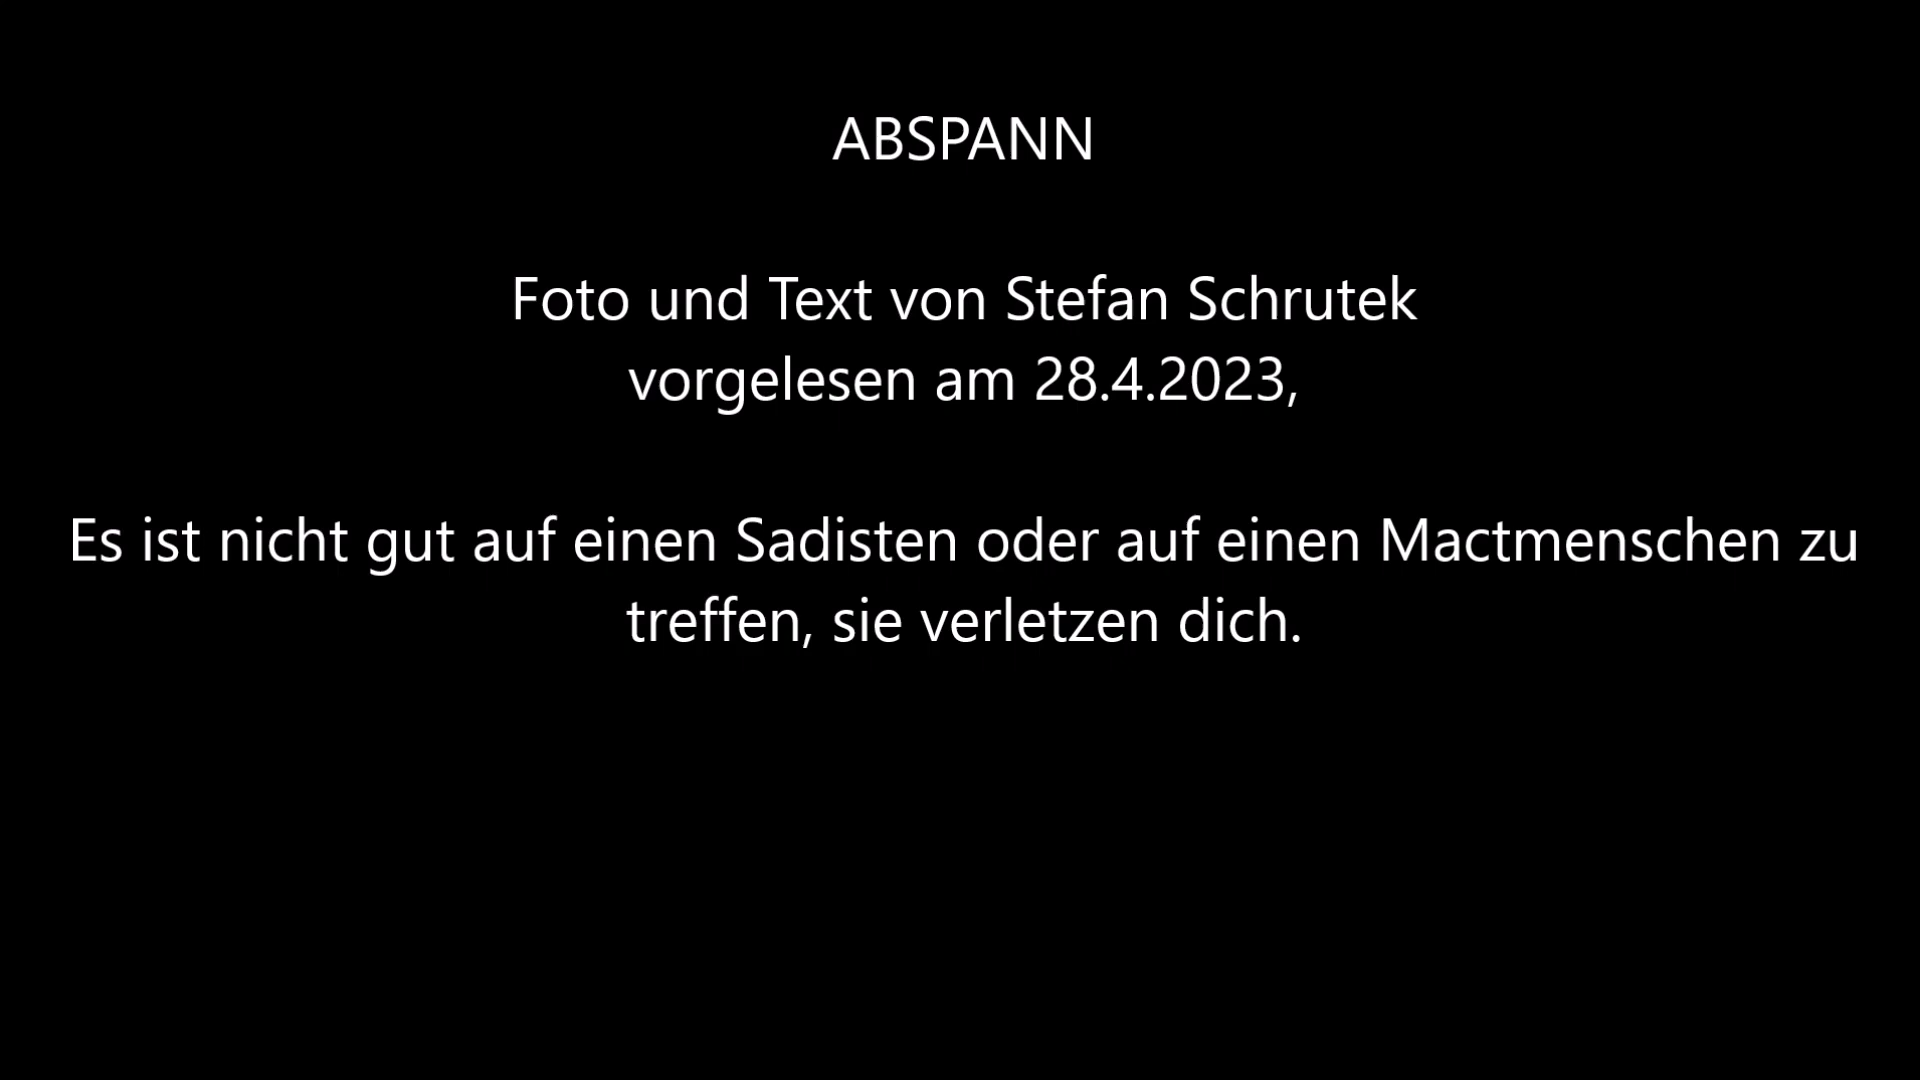 ABSPANN
Foto und Text von Stefan Schrutek
vorgelesen am 28.4.2023,
Es ist nicht gut auf einen Sadisten oder auf einen Mactmenschen zu
treffen, sie verletzen dich.